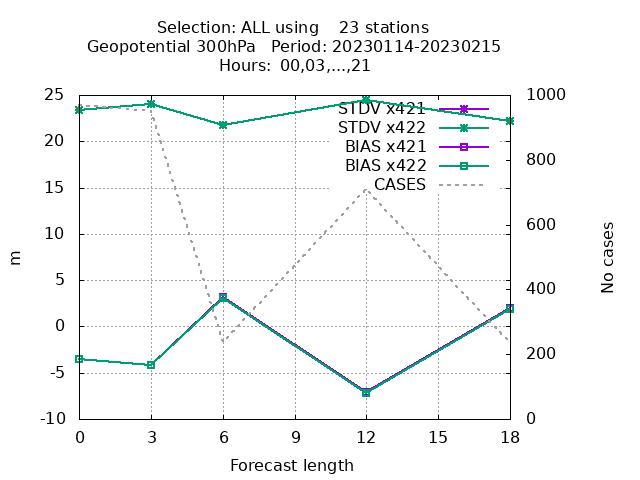 Selection: ALL using 23 stations
Geopotential 300hPa Period: 20230114-20230215
Hours: 00,03,...,21
25
20
15
10
5
0
-5
-10
m
STDV x421
STDV x422
BIAS x421
BIAS x422
CASES
1000
800
600
400
200
0
No cases
0 3 6 9 12 15 18
Forecast length